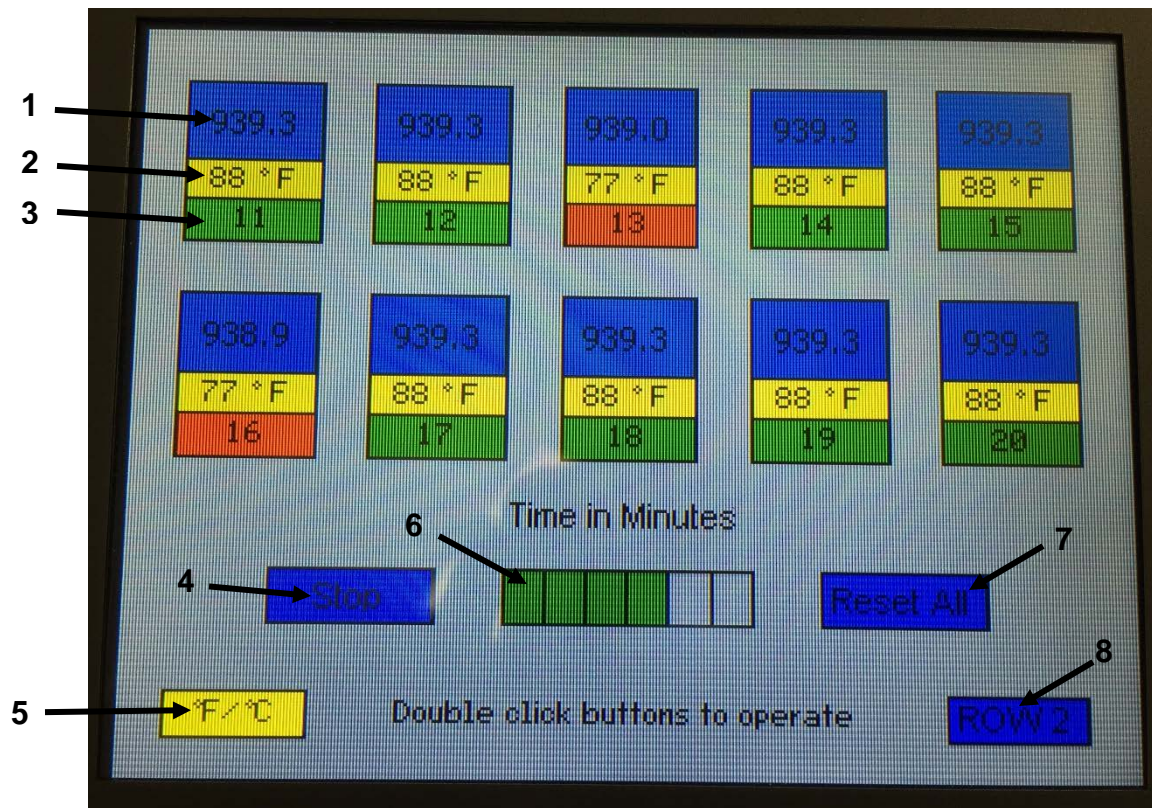 1 939.3 939.3 939.0 939.3 939.3
2 88 °F 88 °F 77 °F 88 °F 88 °F
3 11 12 13 14 15
938.9 939.3 939.3 939.3 939.3
77 °F 88 °F 88 °F 88 °F 88 °F
16 17 18 19 20
Time in Minutes
6 7
4 Stop Reset All
8
5 °F/°C Double click buttons to operate ROW 2